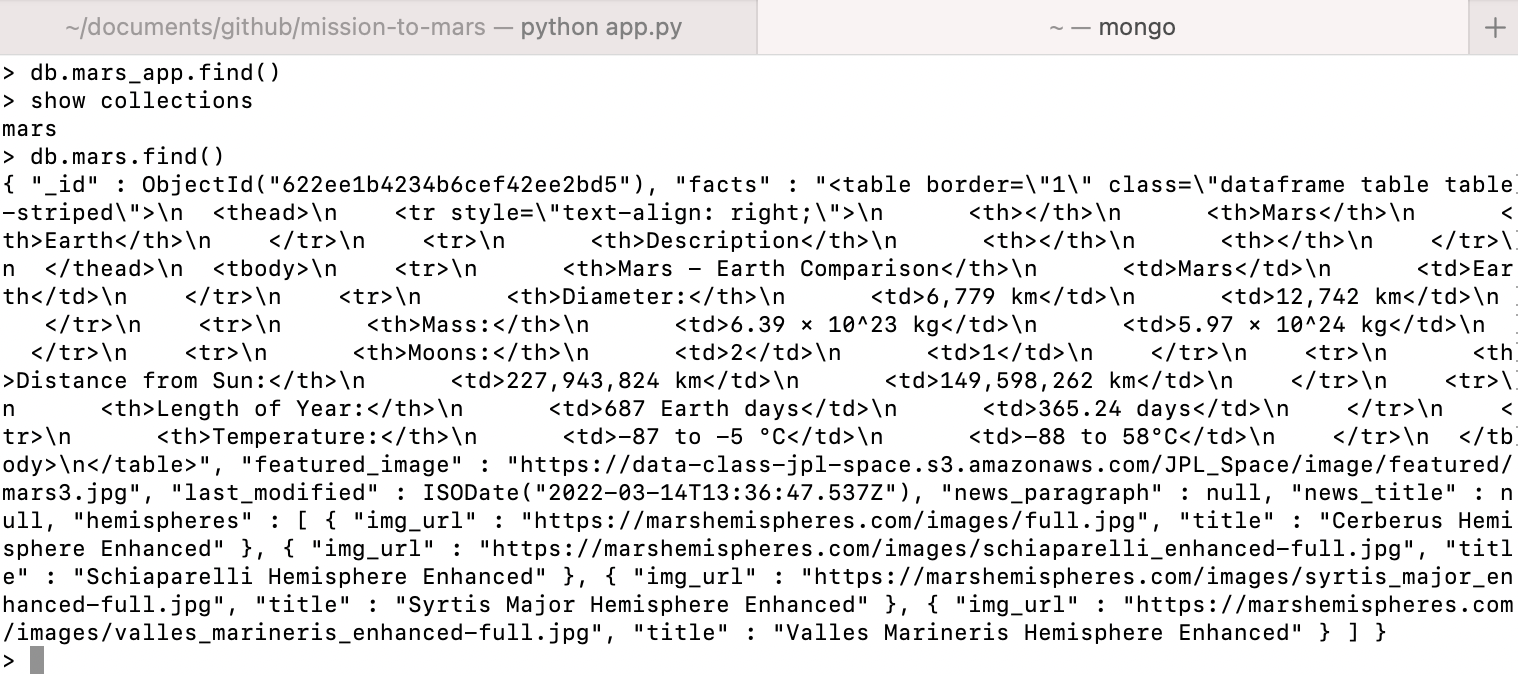 ~/documents/github/mission-to-mars — python app.py
~ — mongo
+
> db.mars_app.find()
> show collections
mars
> db.mars.find()
{ "_id" : ObjectId("622ee1b4234b6cef42ee2bd5"), "facts" : "<table border=\"1\" class=\"dataframe table table
-striped\">\n  <thead>\n    <tr style=\"text-align: right;\">\n      <th></th>\n      <th>Mars</th>\n      <
th>Earth</th>\n    </tr>\n    <tr>\n      <th>Description</th>\n      <th></th>\n      <th></th>\n    </tr>\
n  </thead>\n  <tbody>\n    <tr>\n      <th>Mars - Earth Comparison</th>\n      <td>Mars</td>\n      <td>Ear
th</td>\n    </tr>\n    <tr>\n      <th>Diameter:</th>\n      <td>6,779 km</td>\n      <td>12,742 km</td>\n
   </tr>\n    <tr>\n      <th>Mass:</th>\n      <td>6.39 × 10^23 kg</td>\n      <td>5.97 × 10^24 kg</td>\n
  </tr>\n    <tr>\n      <th>Moons:</th>\n      <td>2</td>\n      <td>1</td>\n    </tr>\n    <tr>\n      <th
>Distance from Sun:</th>\n      <td>227,943,824 km</td>\n      <td>149,598,262 km</td>\n    </tr>\n    <tr>\
n      <th>Length of Year:</th>\n      <td>687 Earth days</td>\n      <td>365.24 days</td>\n    </tr>\n    <
tr>\n      <th>Temperature:</th>\n      <td>-87 to -5 °C</td>\n      <td>-88 to 58°C</td>\n    </tr>\n  </tb
ody>\n</table>", "featured_image" : "https://data-class-jpl-space.s3.amazonaws.com/JPL_Space/image/featured/
mars3.jpg", "last_modified" : ISODate("2022-03-14T13:36:47.537Z"), "news_paragraph" : null, "news_title" : n
ull, "hemispheres" : [ { "img_url" : "https://marshemispheres.com/images/full.jpg", "title" : "Cerberus Hemi
sphere Enhanced" }, { "img_url" : "https://marshemispheres.com/images/schiaparelli_enhanced-full.jpg", "titl
e" : "Schiaparelli Hemisphere Enhanced" }, { "img_url" : "https://marshemispheres.com/images/syrtis_major_en
hanced-full.jpg", "title" : "Syrtis Major Hemisphere Enhanced" }, { "img_url" : "https://marshemispheres.com
/images/valles_marineris_enhanced-full.jpg", "title" : "Valles Marineris Hemisphere Enhanced" } ] }
>